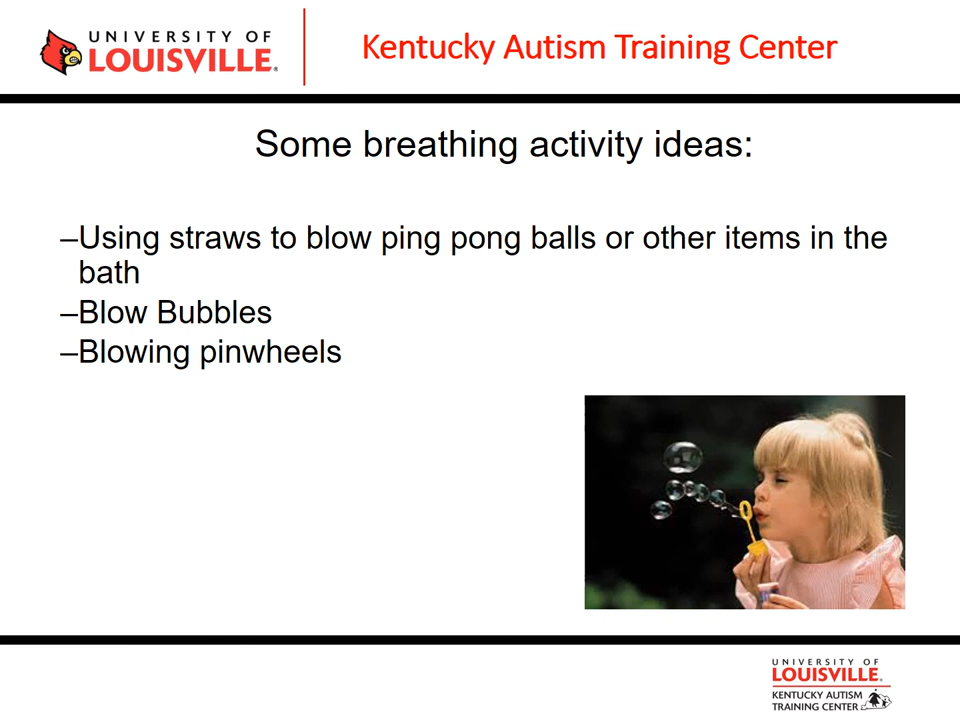 UNIVERSITY OF
LOUISVILLE.
Kentucky Autism Training Center
Some breathing activity ideas:
–Using straws to blow ping pong balls or other items in the
bath
–Blow Bubbles
–Blowing pinwheels
UNIVERSITY OF
LOUISVILLE.
KENTUCKY AUTISM
TRAINING CENTER